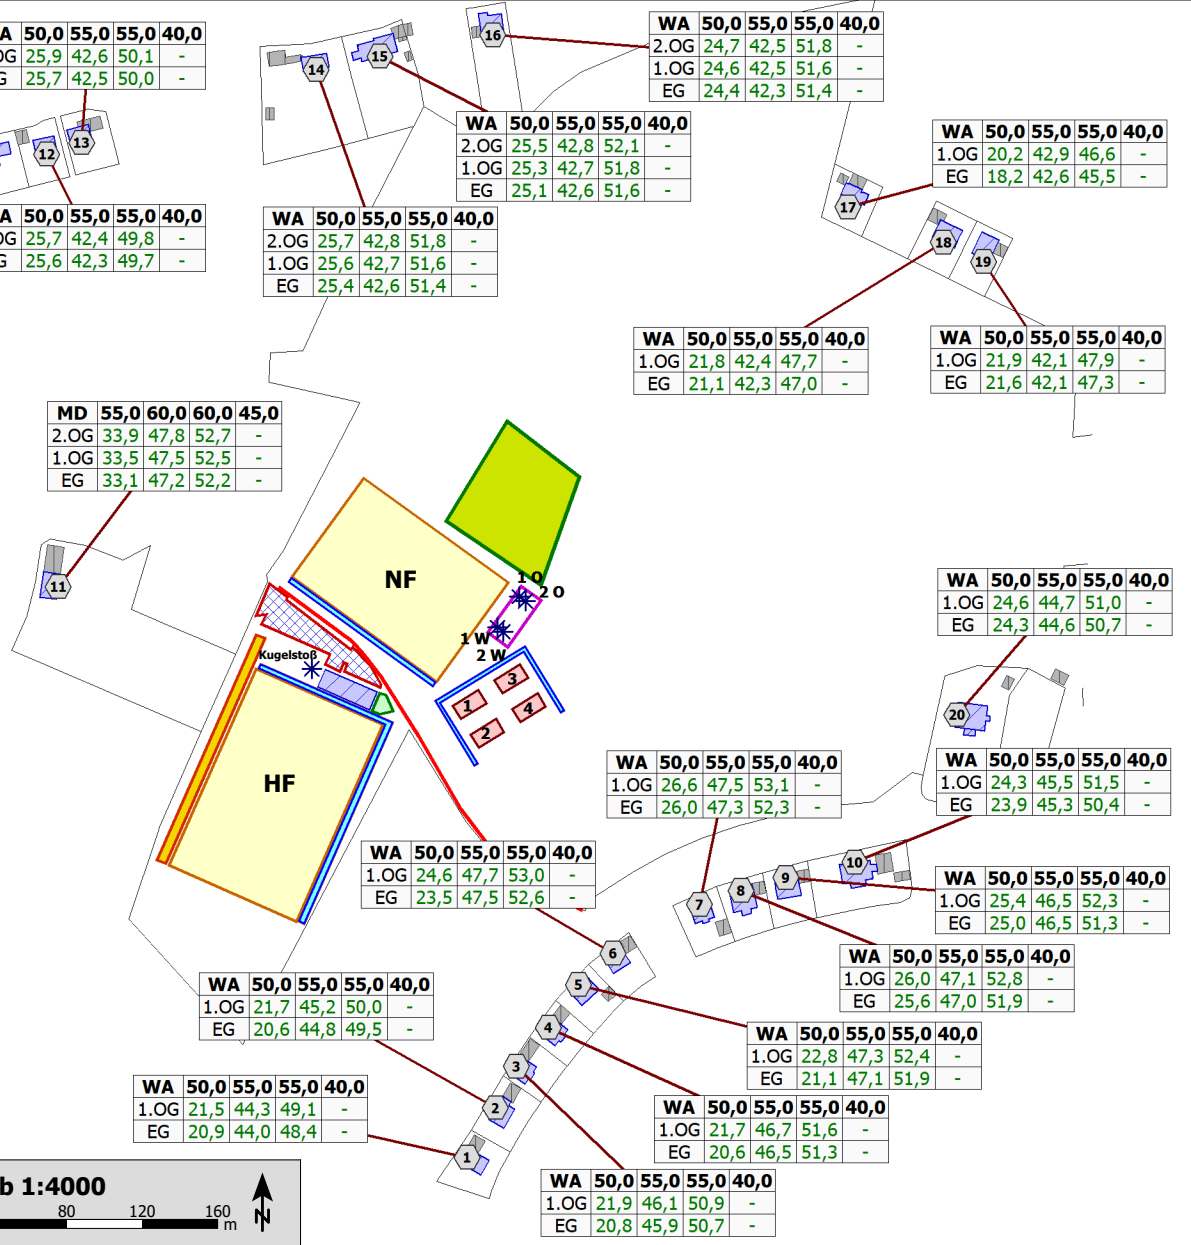 A 50,0 55,0 55,0 40,0
OG 25,9 42,6 50,1 -
G 25,7 42,5 50,0 -
12
13
A 50,0 55,0 55,0 40,0
OG 25,7 42,4 49,8 -
G 25,6 42,3 49,7 -
14
15
16
WA 50,0 55,0 55,0 40,0
2.OG 24,7 42,5 51,8 -
1.OG 24,6 42,5 51,6 -
EG 24,4 42,3 51,4 -
WA 50,0 55,0 55,0 40,0
2.OG 25,5 42,8 52,1 -
1.OG 25,3 42,7 51,8 -
EG 25,1 42,6 51,6 -
WA 50,0 55,0 55,0 40,0
2.OG 25,7 42,8 51,8 -
1.OG 25,6 42,7 51,6 -
EG 25,4 42,6 51,4 -
WA 50,0 55,0 55,0 40,0
1.OG 20,2 42,9 46,6 -
EG 18,2 42,6 45,5 -
17
18
19
WA 50,0 55,0 55,0 40,0
1.OG 21,8 42,4 47,7 -
EG 21,1 42,3 47,0 -
WA 50,0 55,0 55,0 40,0
1.OG 21,9 42,1 47,9 -
EG 21,6 42,1 47,3 -
MD 55,0 60,0 60,0 45,0
2.OG 33,9 47,8 52,7 -
1.OG 33,5 47,5 52,5 -
EG 33,1 47,2 52,2 -
11
NF
1 O
2 O
1 W
2 W
Kugelstoß
HF
1
2
3
4
WA 50,0 55,0 55,0 40,0
1.OG 24,6 44,7 51,0 -
EG 24,3 44,6 50,7 -
20
WA 50,0 55,0 55,0 40,0
1.OG 26,6 47,5 53,1 -
EG 26,0 47,3 52,3 -
WA 50,0 55,0 55,0 40,0
1.OG 24,3 45,5 51,5 -
EG 23,9 45,3 50,4 -
WA 50,0 55,0 55,0 40,0
1.OG 24,6 47,7 53,0 -
EG 23,5 47,5 52,6 -
7
8
9
10
WA 50,0 55,0 55,0 40,0
1.OG 25,4 46,5 52,3 -
EG 25,0 46,5 51,3 -
WA 50,0 55,0 55,0 40,0
1.OG 26,0 47,1 52,8 -
EG 25,6 47,0 51,9 -
6
5
4
3
2
1
WA 50,0 55,0 55,0 40,0
1.OG 21,7 45,2 50,0 -
EG 20,6 44,8 49,5 -
WA 50,0 55,0 55,0 40,0
1.OG 22,8 47,3 52,4 -
EG 21,1 47,1 51,9 -
WA 50,0 55,0 55,0 40,0
1.OG 21,5 44,3 49,1 -
EG 20,9 44,0 48,4 -
WA 50,0 55,0 55,0 40,0
1.OG 21,7 46,7 51,6 -
EG 20,6 46,5 51,3 -
WA 50,0 55,0 55,0 40,0
1.OG 21,9 46,1 50,9 -
EG 20,8 45,9 50,7 -
b 1:4000
80 120 160
m
N